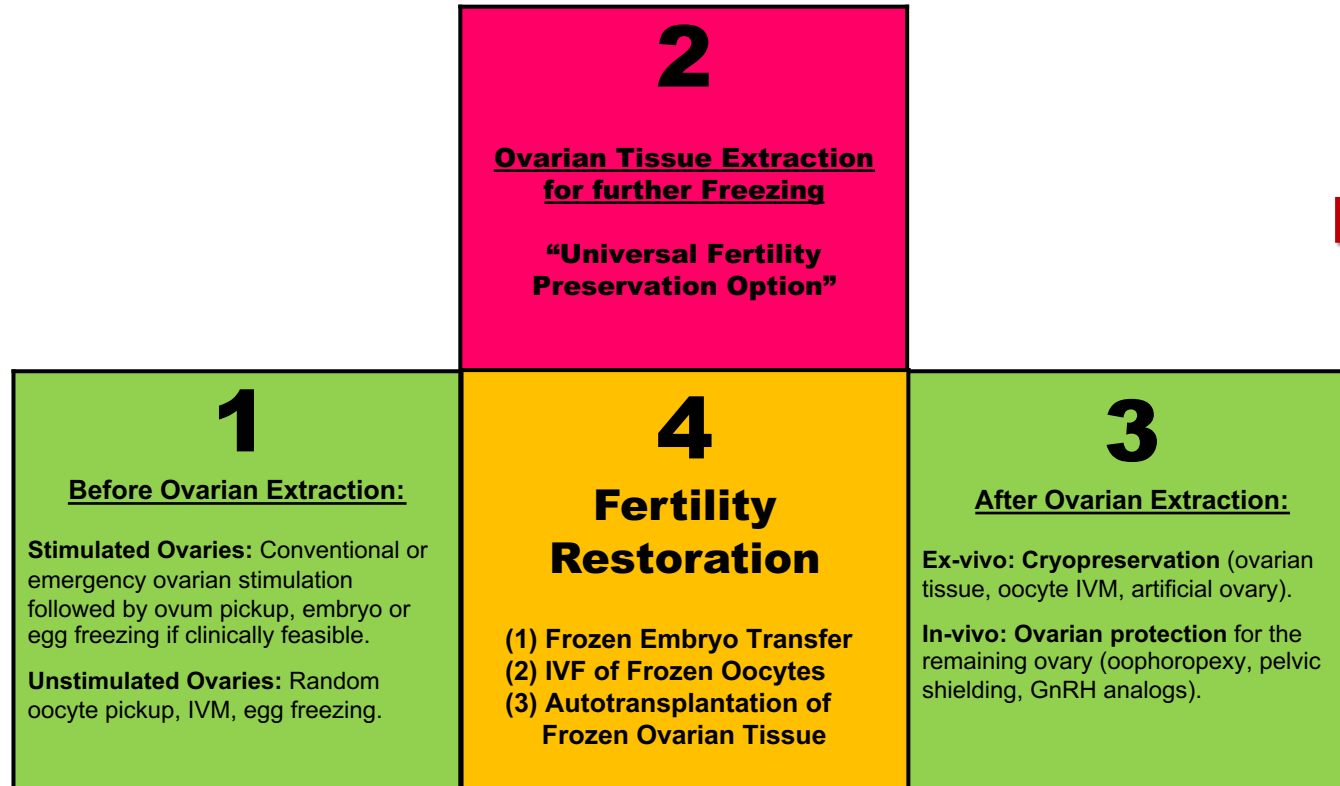 2
Ovarian Tissue Extraction
for further Freezing
“Universal Fertility
Preservation Option”
1
Before Ovarian Extraction:
Stimulated Ovaries: Conventional or
emergency ovarian stimulation
followed by ovum pickup, embryo or
egg freezing if clinically feasible.
Unstimulated Ovaries: Random
oocyte pickup, IVM, egg freezing.
4
Fertility
Restoration
(1) Frozen Embryo Transfer
(2) IVF of Frozen Oocytes
(3) Autotransplantation of
Frozen Ovarian Tissue
3
After Ovarian Extraction:
Ex-vivo: Cryopreservation (ovarian
tissue, oocyte IVM, artificial ovary).
In-vivo: Ovarian protection for the
remaining ovary (oophoropexy, pelvic
shielding, GnRH analogs).